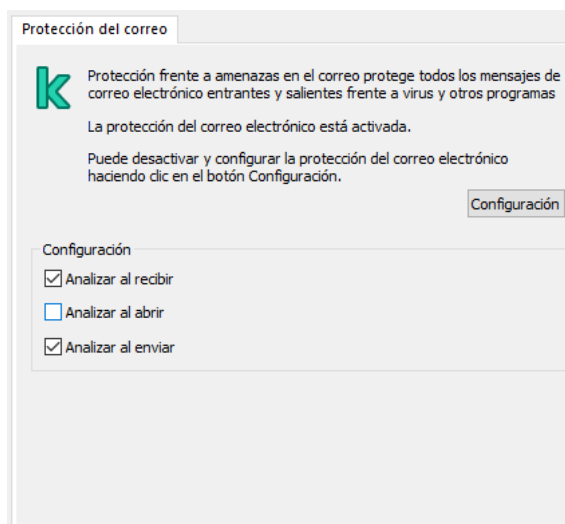 Protección del correo
Protección frente a amenazas en el correo protege todos los mensajes de
correo electrónico entrantes y salientes frente a virus y otros programas
La protección del correo electrónico está activada.
Puede desactivar y configurar la protección del correo electrónico
haciendo clic en el botón Configuración.
Configuración
Configuración
Analizar al recibir
Analizar al abrir
Analizar al enviar